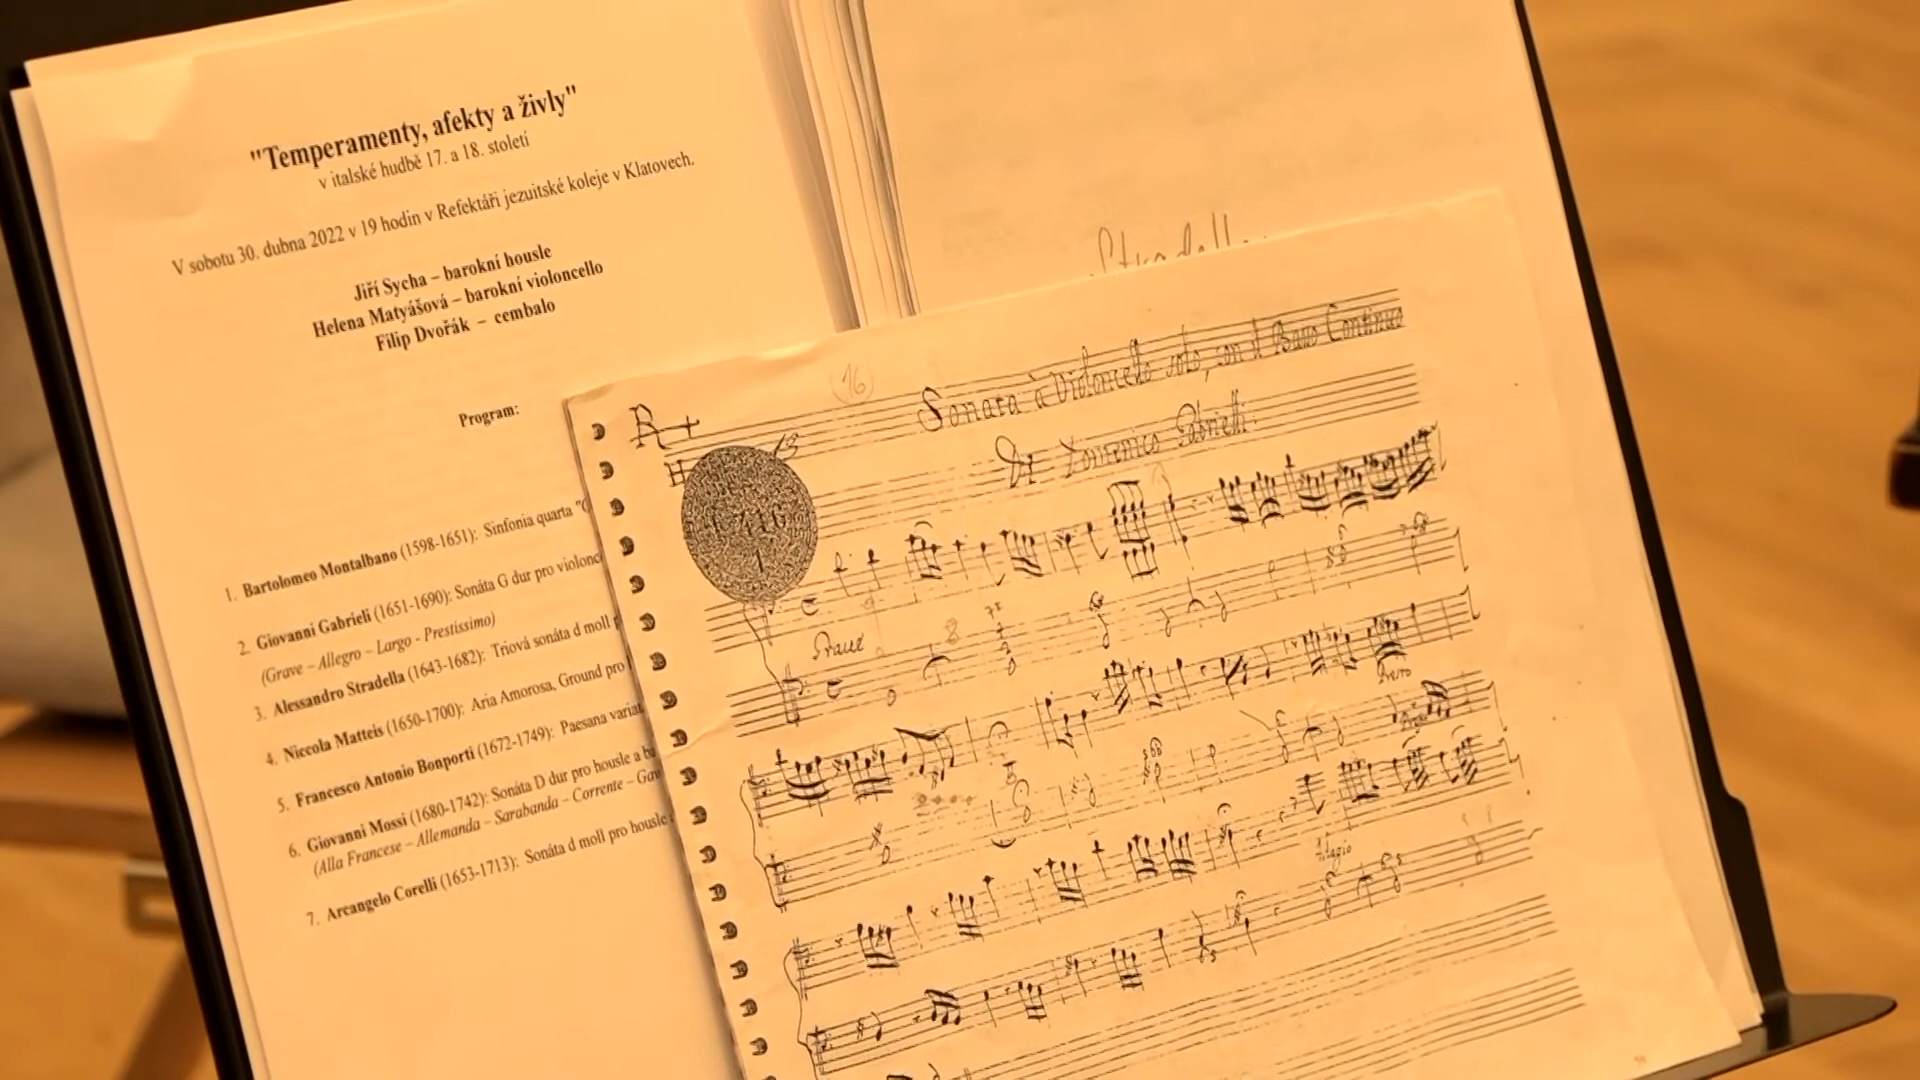 "Temperamenty, afekty a živly"
v italské hudbě 17. a 18. století
V sobotu 30. dubna 2022 v 19 hodin v Refektáři jezuitské koleje v Klatovech.
Jiří Sycha – barokní housle
Helena Matyášová – barokní violoncello
Filip Dvořák – cembalo
Program:
1. Bartolomeo Montalbano (1598-1651): Sinfonia quarta "
2. Giovanni Gabrieli (1651-1690): Sonáta G dur pro violonc
(Grave – Allegro – Largo - Prestissimo)
3. Alessandro Stradella (1643-1682): Triová sonáta d moll
4. Niccola Matteis (1650-1700): Aria Amorosa, Ground pro
5. Francesco Antonio Bonporti (1672-1749): Paesana variat
6. Giovanni Mossi (1680-1742): Sonáta D dur pro housle a ba
(Alla Francese – Allemanda – Sarabanda – Corrente – Gav
7. Arcangelo Corelli (1653-1713): Sonáta d moll pro housle
Stradella
16
Sonata à Violoncello solo, con il Basso Continuo
Di Domenico Gabrielli
Grave
Presto
Adagio